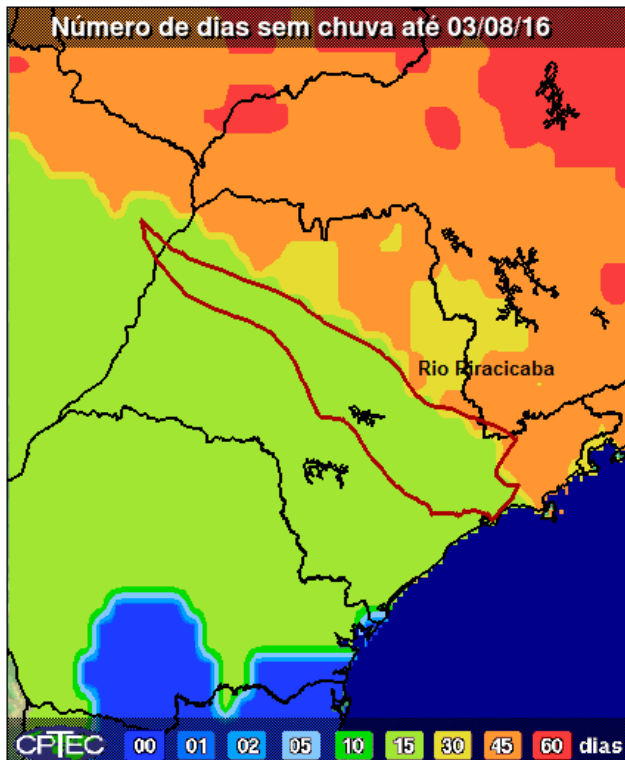 Número de dias sem chuva até 03/08/16
Rio Piracicaba
CPTEC 00 01 02 05 10 15 30 45 60 dias